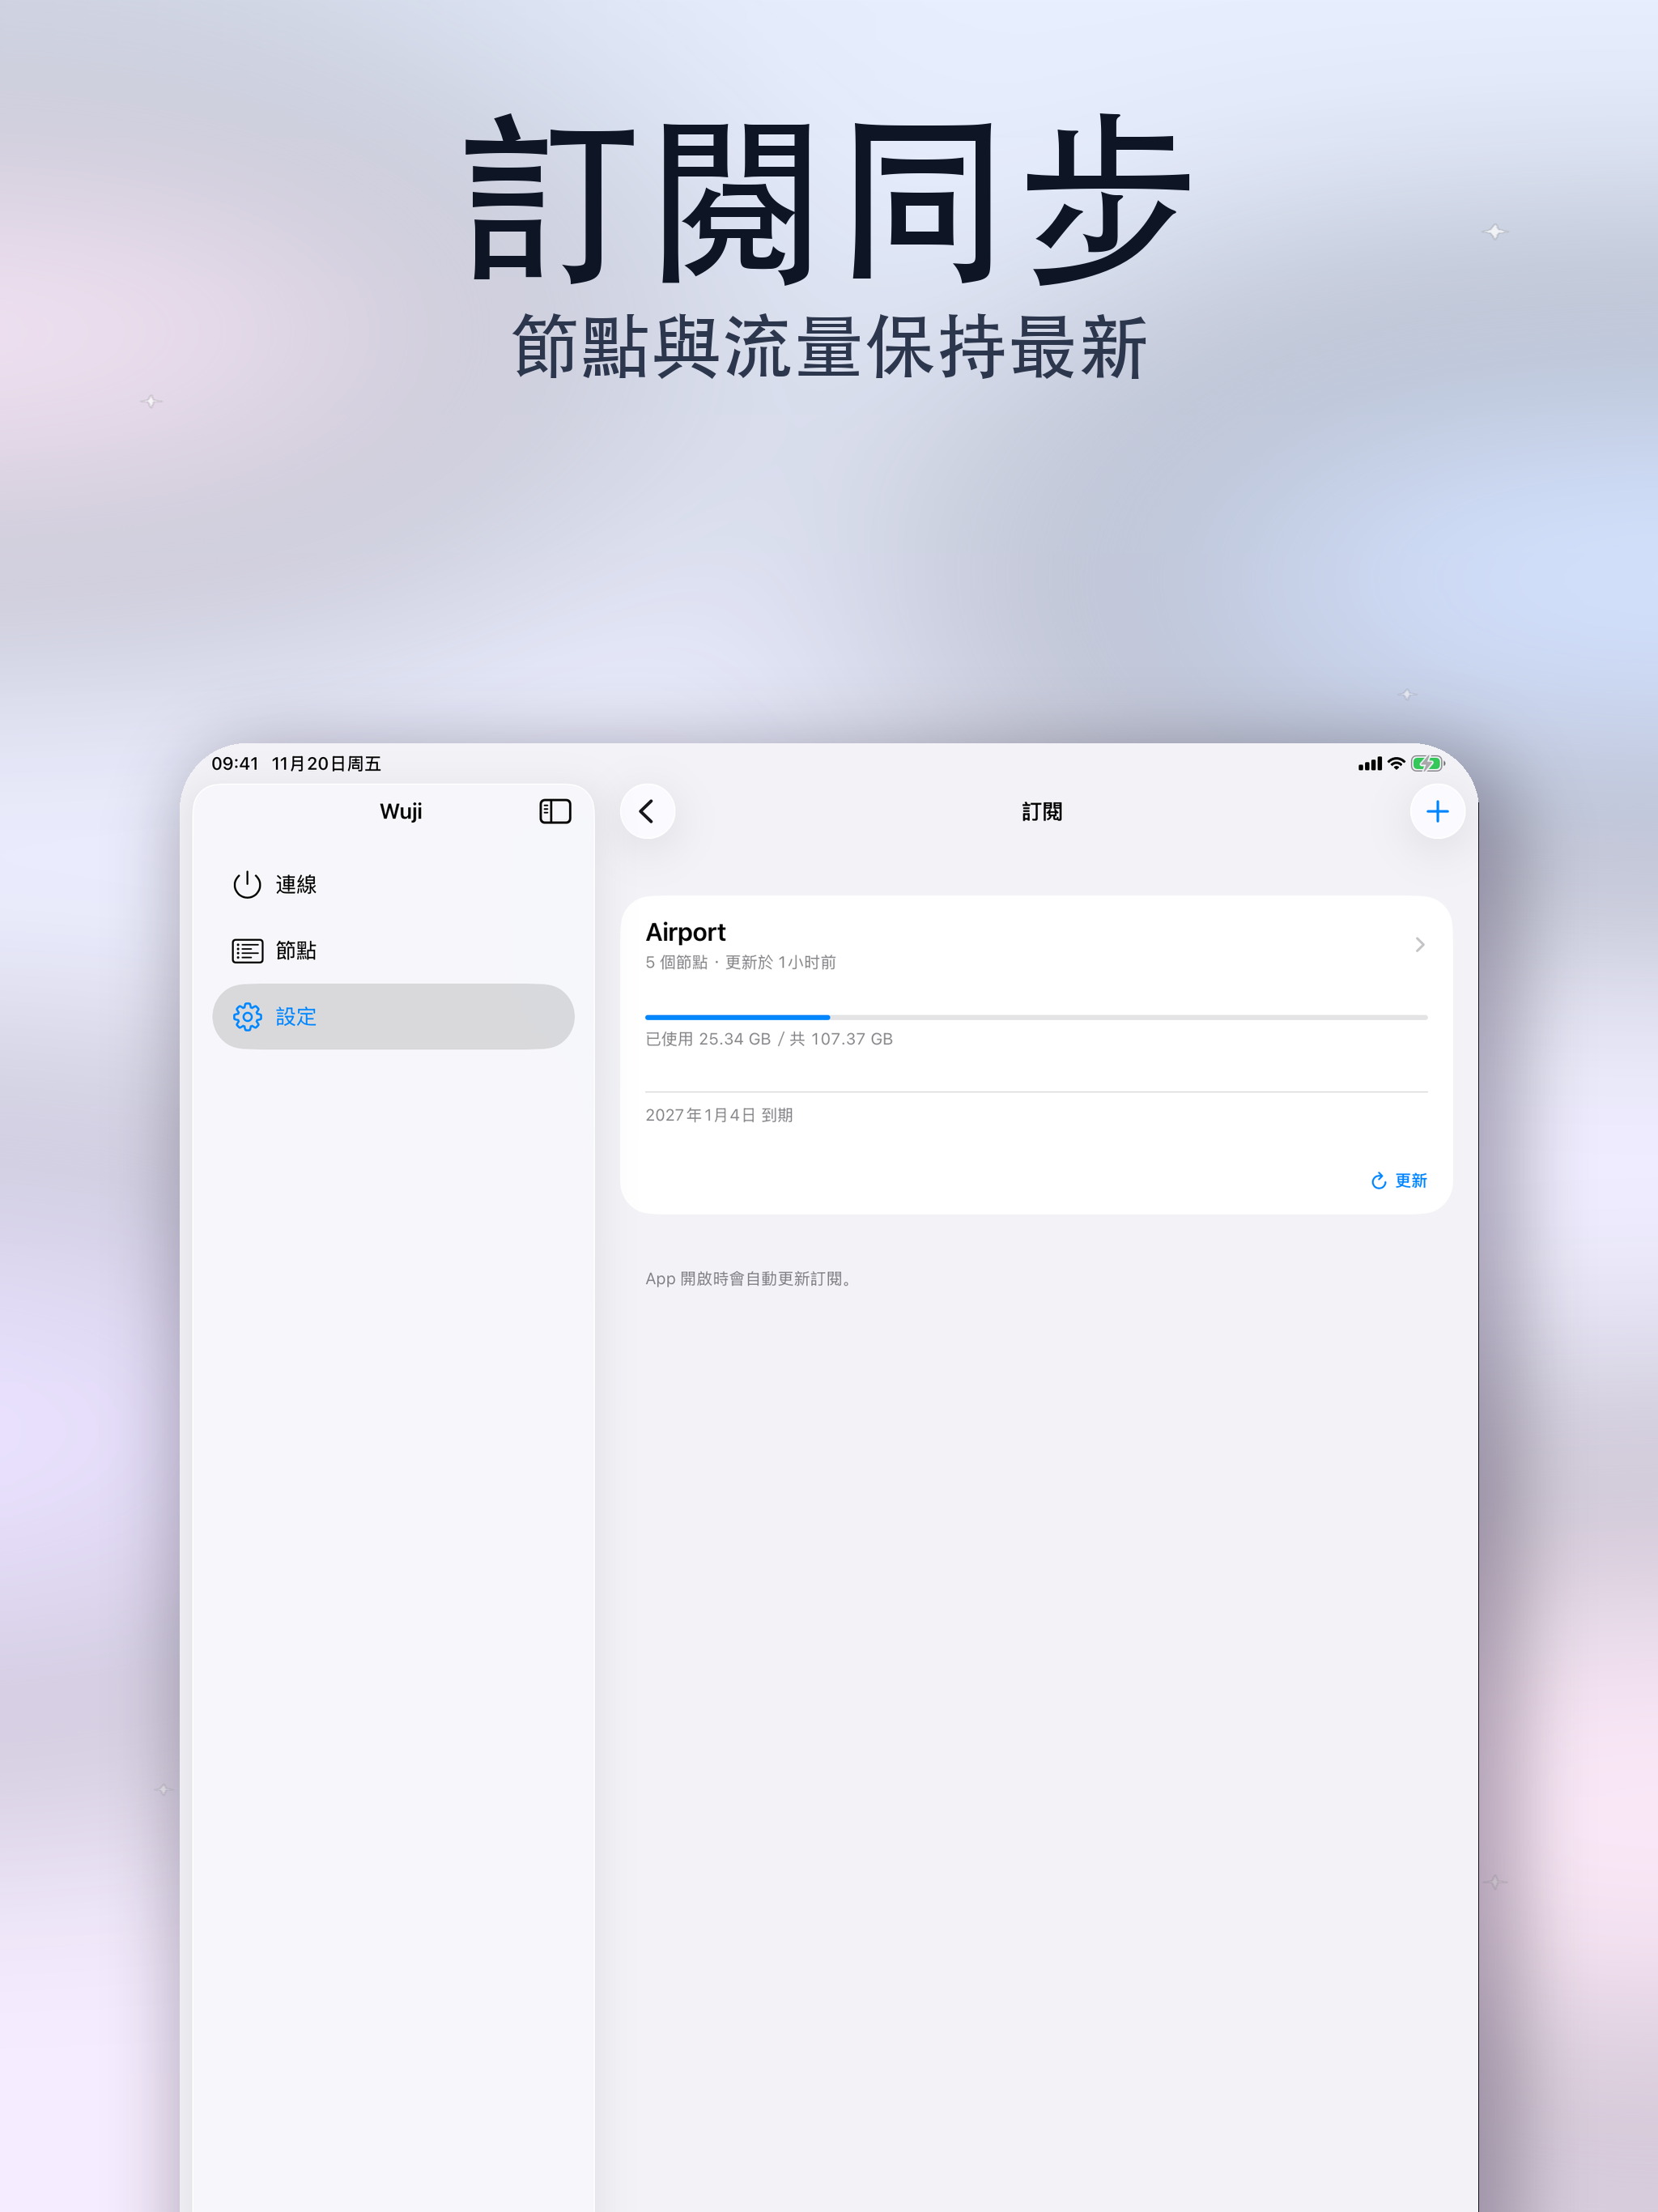 訂閱同步
節點與流量保持最新
09:41 11月20日周五
Wuji
訂閱
連線
節點
設定
Airport
5 個節點 · 更新於 1小时前
已使用 25.34 GB / 共 107.37 GB
2027年1月4日 到期
更新
App 開啟時會自動更新訂閱。